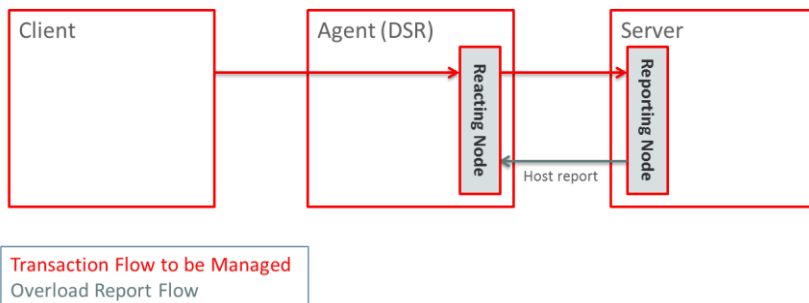 Client
Agent (DSR)
Server
Reacting Node
Reporting Node
Host report
Transaction Flow to be Managed
Overload Report Flow